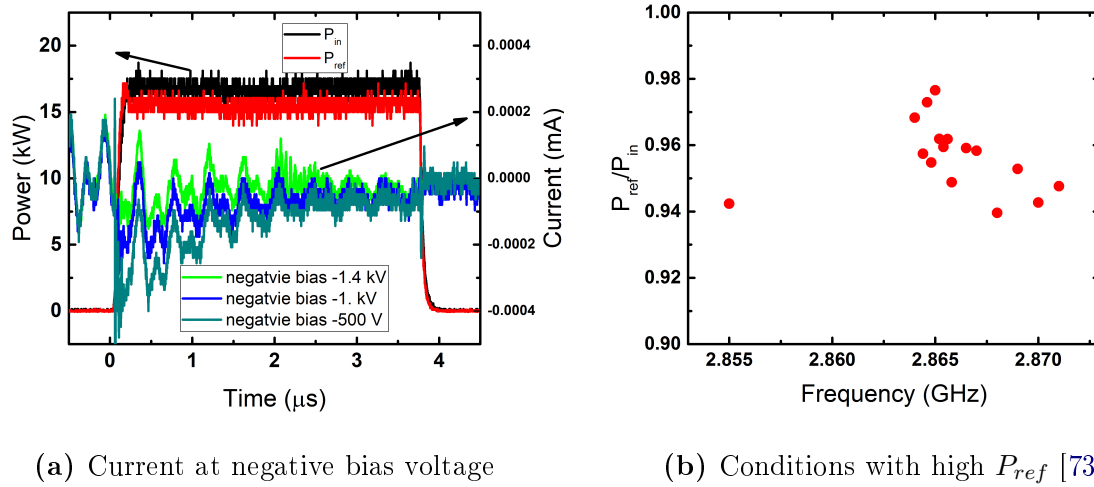 P_in
P_ref
20
15
10
5
0
Power (kW)
0.0004
0.0002
0.0000
-0.0002
-0.0004
Current (mA)
negatvie bias -1.4 kV
negatvie bias -1. kV
negatvie bias -500 V
0 1 2 3 4
Time (μs)
(a) Current at negative bias voltage
1.00
0.98
0.96
0.94
0.92
0.90
P_ref/P_in
2.855 2.860 2.865 2.870
Frequency (GHz)
(b) Conditions with high P_ref [73